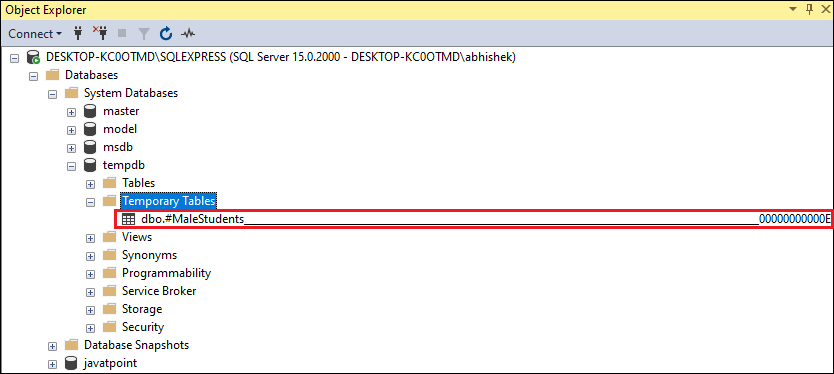 Object Explorer
Connect
DESKTOP-KC0OTMD\SQLEXPRESS (SQL Server 15.0.2000 - DESKTOP-KC0OTMD\abhishek)
Databases
System Databases
master
model
msdb
tempdb
Tables
Temporary Tables
dbo.#MaleStudents____________________________________________________________________________________00000000000E
Views
Synonyms
Programmability
Service Broker
Storage
Security
Database Snapshots
javatpoint